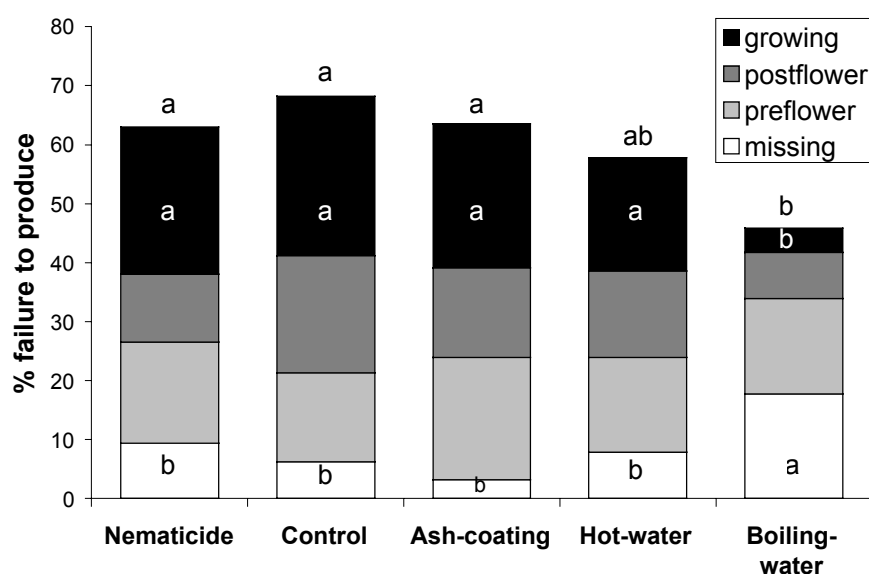 80
70
60
50
40
30
20
10
0
% failure to produce
growing
postflower
preflower
missing
a
a
a
ab
b
a
a
a
a
b
b
b
b
b
a
Nematicide
Control
Ash-coating
Hot-water
Boiling-
water